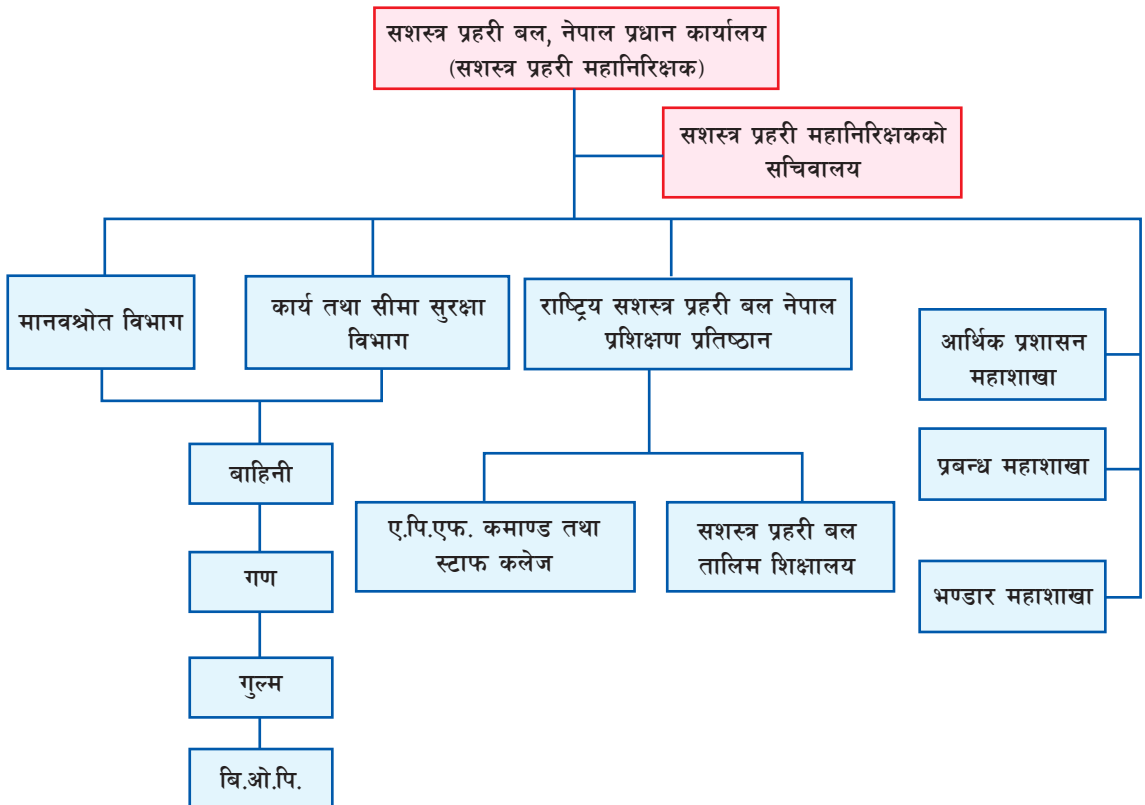 सशस्त्र प्रहरी बल, नेपाल प्रधान कार्यालय
(सशस्त्र प्रहरी महानिरिक्षक)
सशस्त्र प्रहरी महानिरिक्षकको
सचिवालय
मानवश्रोत विभाग
कार्य तथा सीमा सुरक्षा
विभाग
राष्ट्रिय सशस्त्र प्रहरी बल नेपाल
प्रशिक्षण प्रतिष्ठान
आर्थिक प्रशासन
महाशाखा
बाहिनी
प्रबन्ध महाशाखा
ए.पि.एफ. कमाण्ड तथा
स्टाफ कलेज
सशस्त्र प्रहरी बल
तालिम शिक्षालय
गण
भण्डार महाशाखा
गुल्म
बि.ओ.पि.